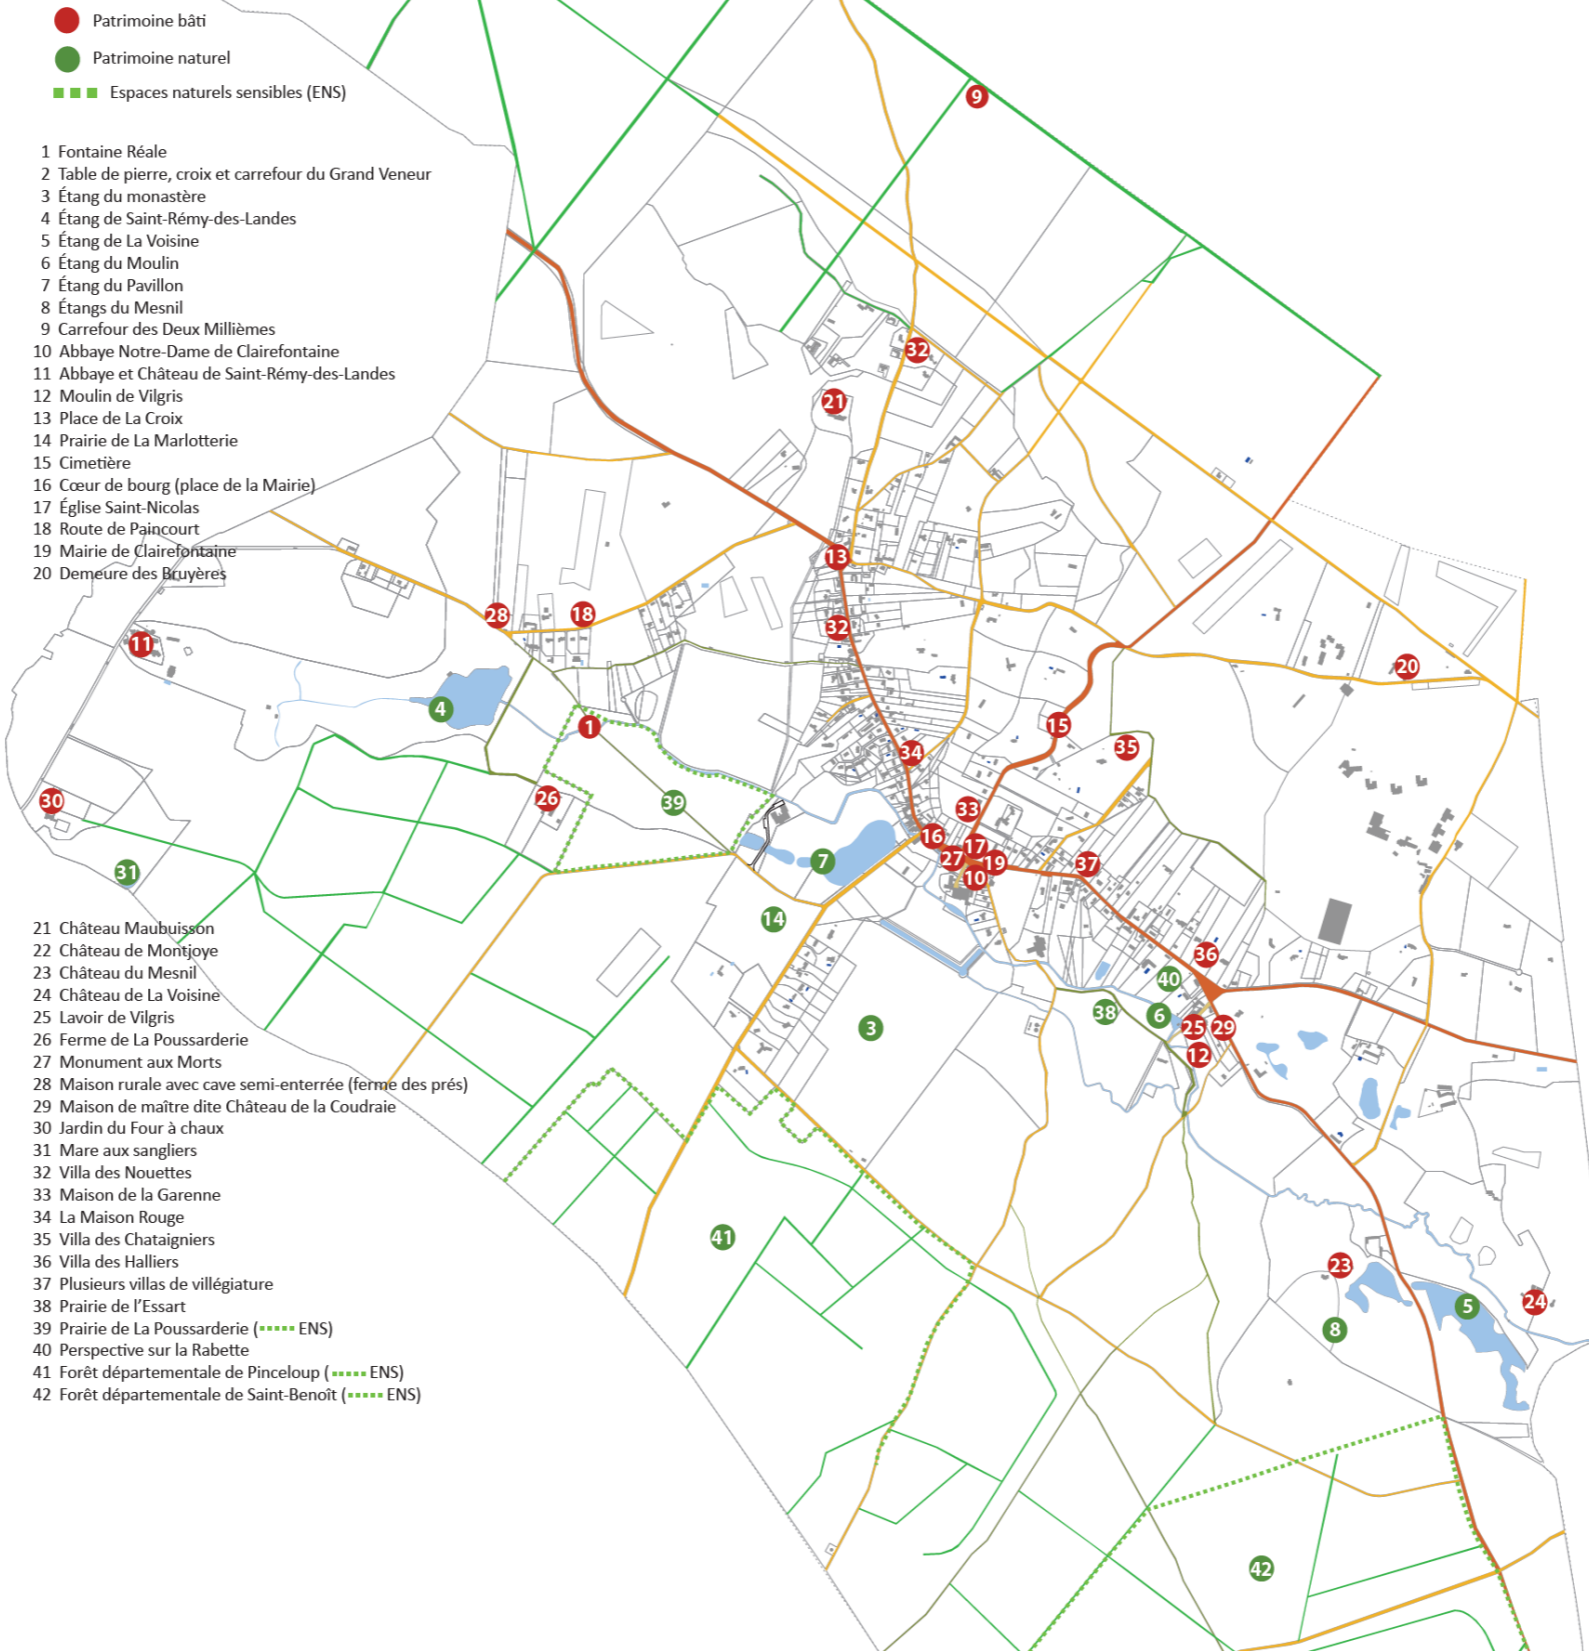 Patrimoine bâti
Patrimoine naturel
Espaces naturels sensibles (ENS)
1 Fontaine Réale
2 Table de pierre, croix et carrefour du Grand Veneur
3 Étang du monastère
4 Étang de Saint-Rémy-des-Landes
5 Étang de La Voisine
6 Étang du Moulin
7 Étang du Pavillon
8 Étangs du Mesnil
9 Carrefour des Deux Millièmes
10 Abbaye Notre-Dame de Clairefontaine
11 Abbaye et Château de Saint-Rémy-des-Landes
12 Moulin de Vilgris
13 Place de La Croix
14 Prairie de La Marlotterie
15 Cimetière
16 Cœur de bourg (place de la Mairie)
17 Église Saint-Nicolas
18 Route de Paincourt
19 Mairie de Clairefontaine
20 Demeure des Bruyères
21 Château Maubuisson
22 Château de Montjoye
23 Château du Mesnil
24 Château de La Voisine
25 Lavoir de Vilgris
26 Ferme de La Poussarderie
27 Monument aux Morts
28 Maison rurale avec cave semi-enterrée (ferme des prés)
29 Maison de maître dite Château de la Coudraie
30 Jardin du Four à chaux
31 Mare aux sangliers
32 Villa des Nouettes
33 Maison de la Garenne
34 La Maison Rouge
35 Villa des Chataigniers
36 Villa des Halliers
37 Plusieurs villas de villégiature
38 Prairie de l'Essart
39 Prairie de La Poussarderie ( ENS)
40 Perspective sur la Rabette
41 Forêt départementale de Pinceloup ( ENS)
42 Forêt départementale de Saint-Benoît ( ENS)
9
32
21
13
28
18
32
11
20
4
1
15
34
35
30
26
39
33
16
17
27
19
10
37
7
31
14
36
40
38
6
3
25
29
12
41
23
24
5
8
42